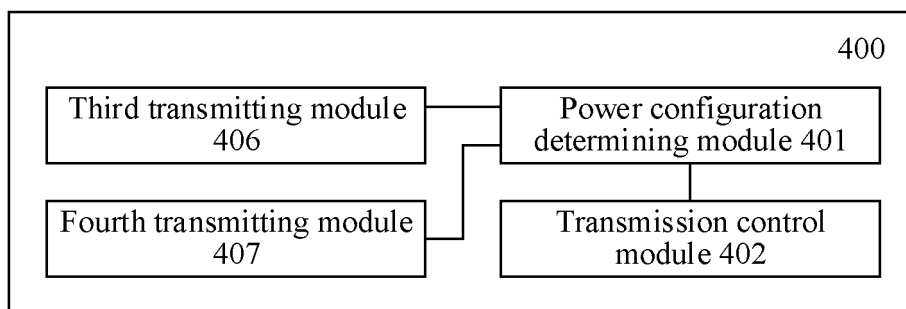 400
Third transmitting module
406
Power configuration
determining module 401
Fourth transmitting module
407
Transmission control
module 402